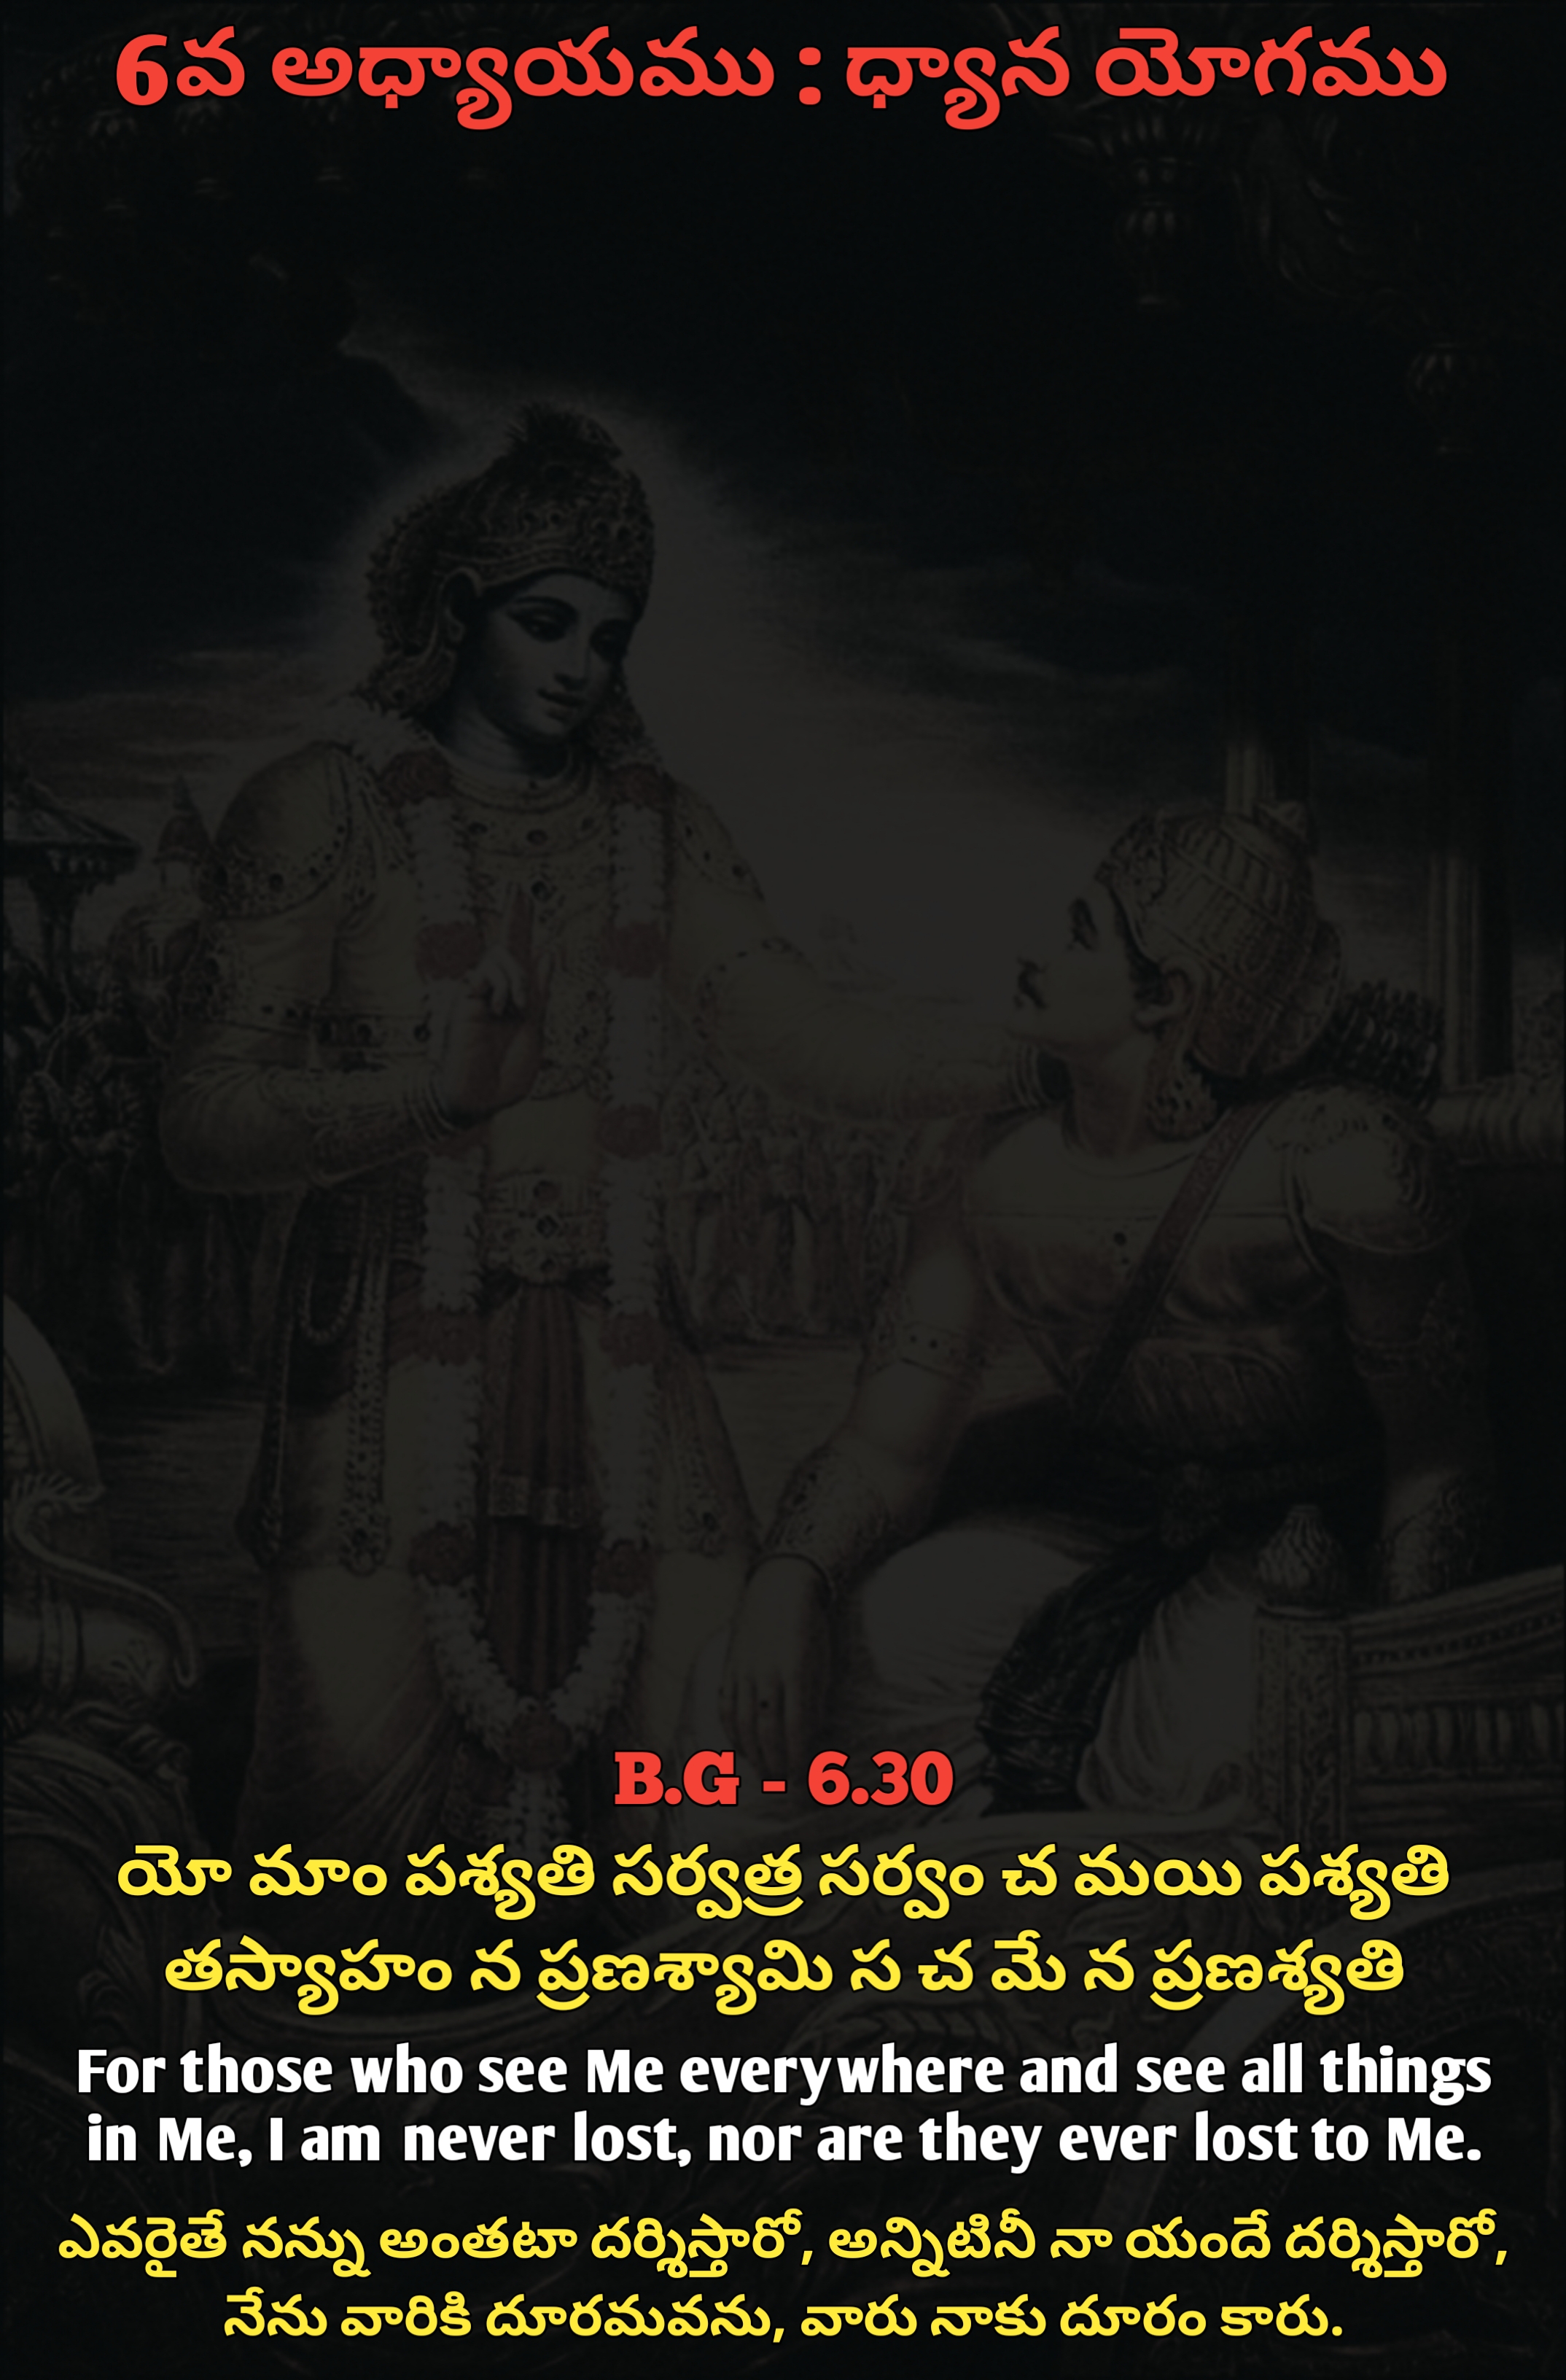 6వ అధ్యాయము : ధ్యాన యోగము
B.G - 6.30
యో మాం పశ్యతి సర్వత్ర సర్వం చ మయి పశ్యతి
తస్యాహం న ప్రణశ్యామి స చ మే న ప్రణశ్యతి
For those who see Me everywhere and see all things
in Me, I am never lost, nor are they ever lost to Me.
ఎవరైతే నన్ను అంతటా దర్శిస్తారో, అన్నిటినీ నా యందే దర్శిస్తారో,
నేను వారికి దూరమవను, వారు నాకు దూరం కారు.